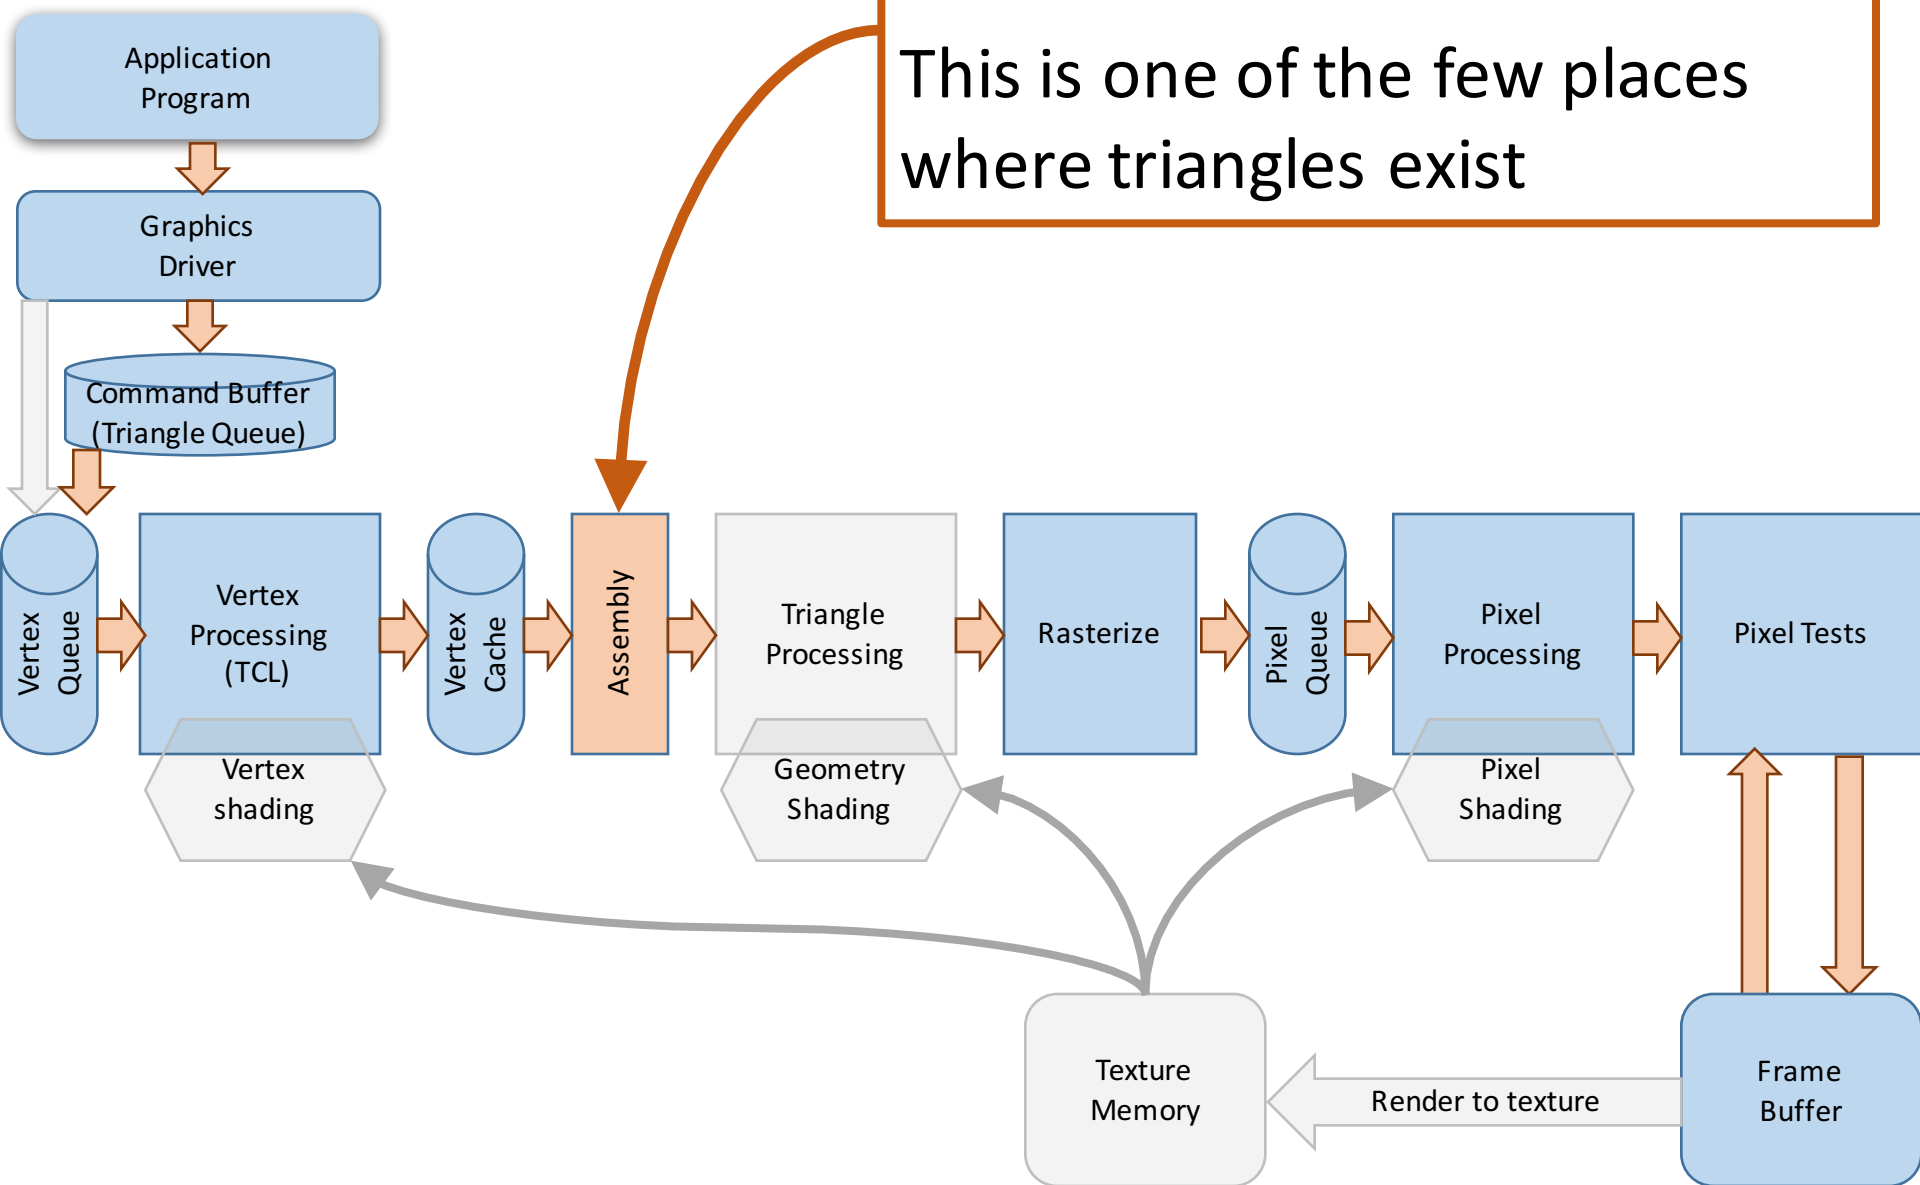 This is one of the few places
where triangles exist
Application
Program
Graphics
Driver
Command Buffer
(Triangle Queue)
Vertex
Queue
Vertex
Processing
(TCL)
Vertex
Cache
Assembly
Triangle
Processing
Rasterize
Pixel
Queue
Pixel
Processing
Pixel Tests
Vertex
shading
Geometry
Shading
Pixel
Shading
Texture
Memory
Render to texture
Frame
Buffer